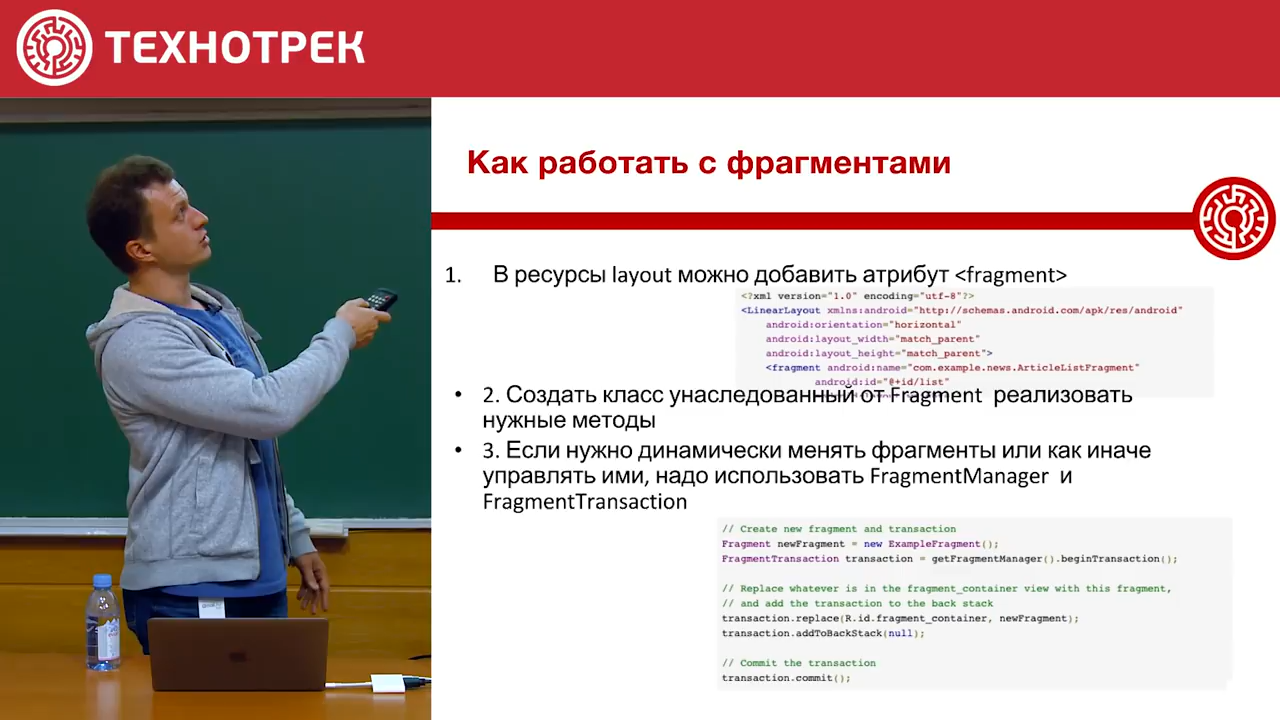 ТЕХНОТРЕК
Как работать с фрагментами
1. В ресурсы layout можно добавить атрибут <fragment>
<?xml version="1.0" encoding="utf-8"?>
<LinearLayout xmlns:android="http://schemas.android.com/apk/res/android"
android:orientation="horizontal"
android:layout_width="match_parent"
android:layout_height="match_parent">
<fragment android:name="com.example.news.ArticleListFragment"
android:id="@+id/list"
• 2. Создать класс унаследованный от Fragment реализовать
нужные методы
• 3. Если нужно динамически менять фрагменты или как иначе
управлять ими, надо использовать FragmentManager и
FragmentTransaction
// Create new fragment and transaction
Fragment newFragment = new ExampleFragment();
FragmentTransaction transaction = getFragmentManager().beginTransaction();
// Replace whatever is in the fragment_container view with this fragment,
// and add the transaction to the back stack
transaction.replace(R.id.fragment_container, newFragment);
transaction.addToBackStack(null);
// Commit the transaction
transaction.commit();